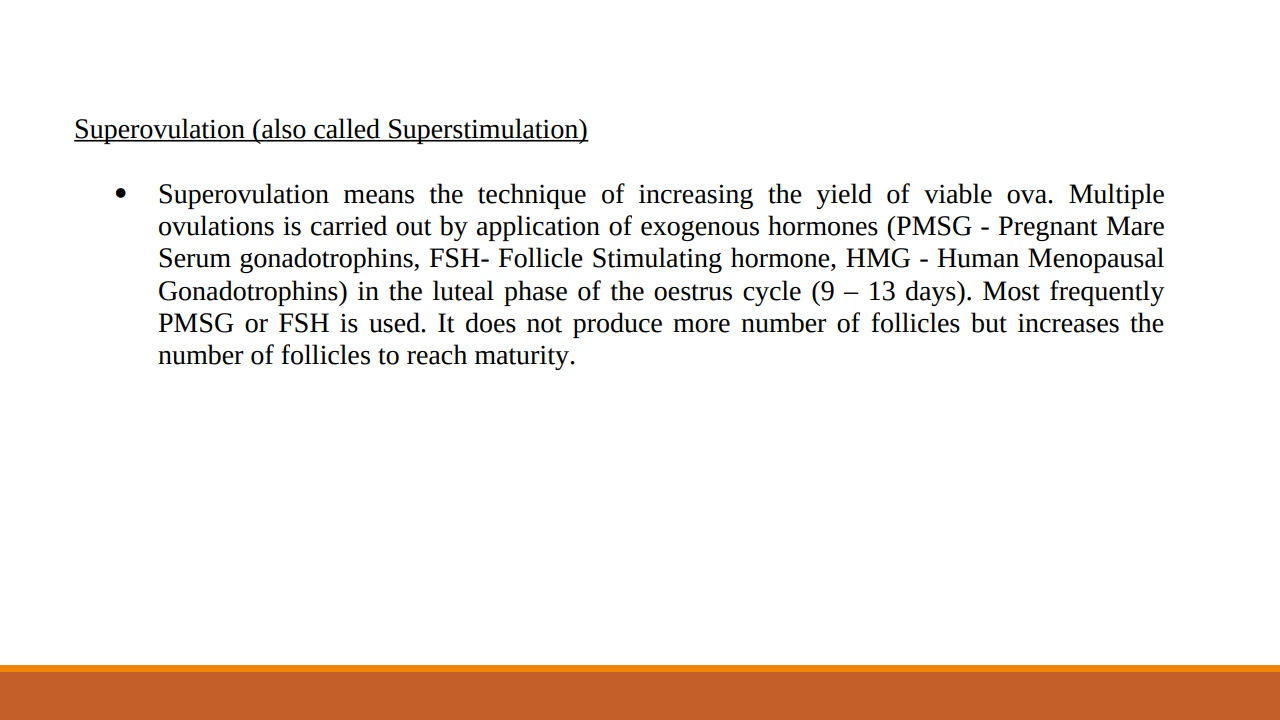 Superovulation (also called Superstimulation)
• Superovulation means the technique of increasing the yield of viable ova. Multiple
ovulations is carried out by application of exogenous hormones (PMSG - Pregnant Mare
Serum gonadotrophins, FSH- Follicle Stimulating hormone, HMG - Human Menopausal
Gonadotrophins) in the luteal phase of the oestrus cycle (9 – 13 days). Most frequently
PMSG or FSH is used. It does not produce more number of follicles but increases the
number of follicles to reach maturity.